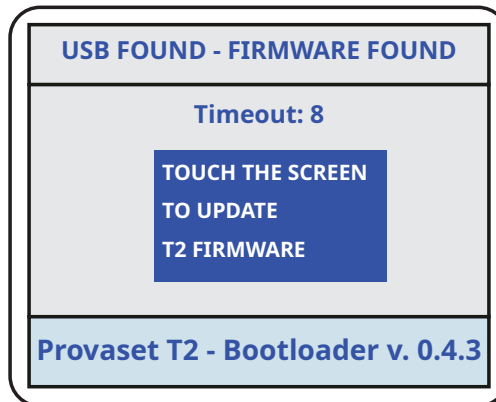 USB FOUND - FIRMWARE FOUND
Timeout: 8
TOUCH THE SCREEN
TO UPDATE
T2 FIRMWARE
Provaset T2 - Bootloader v. 0.4.3